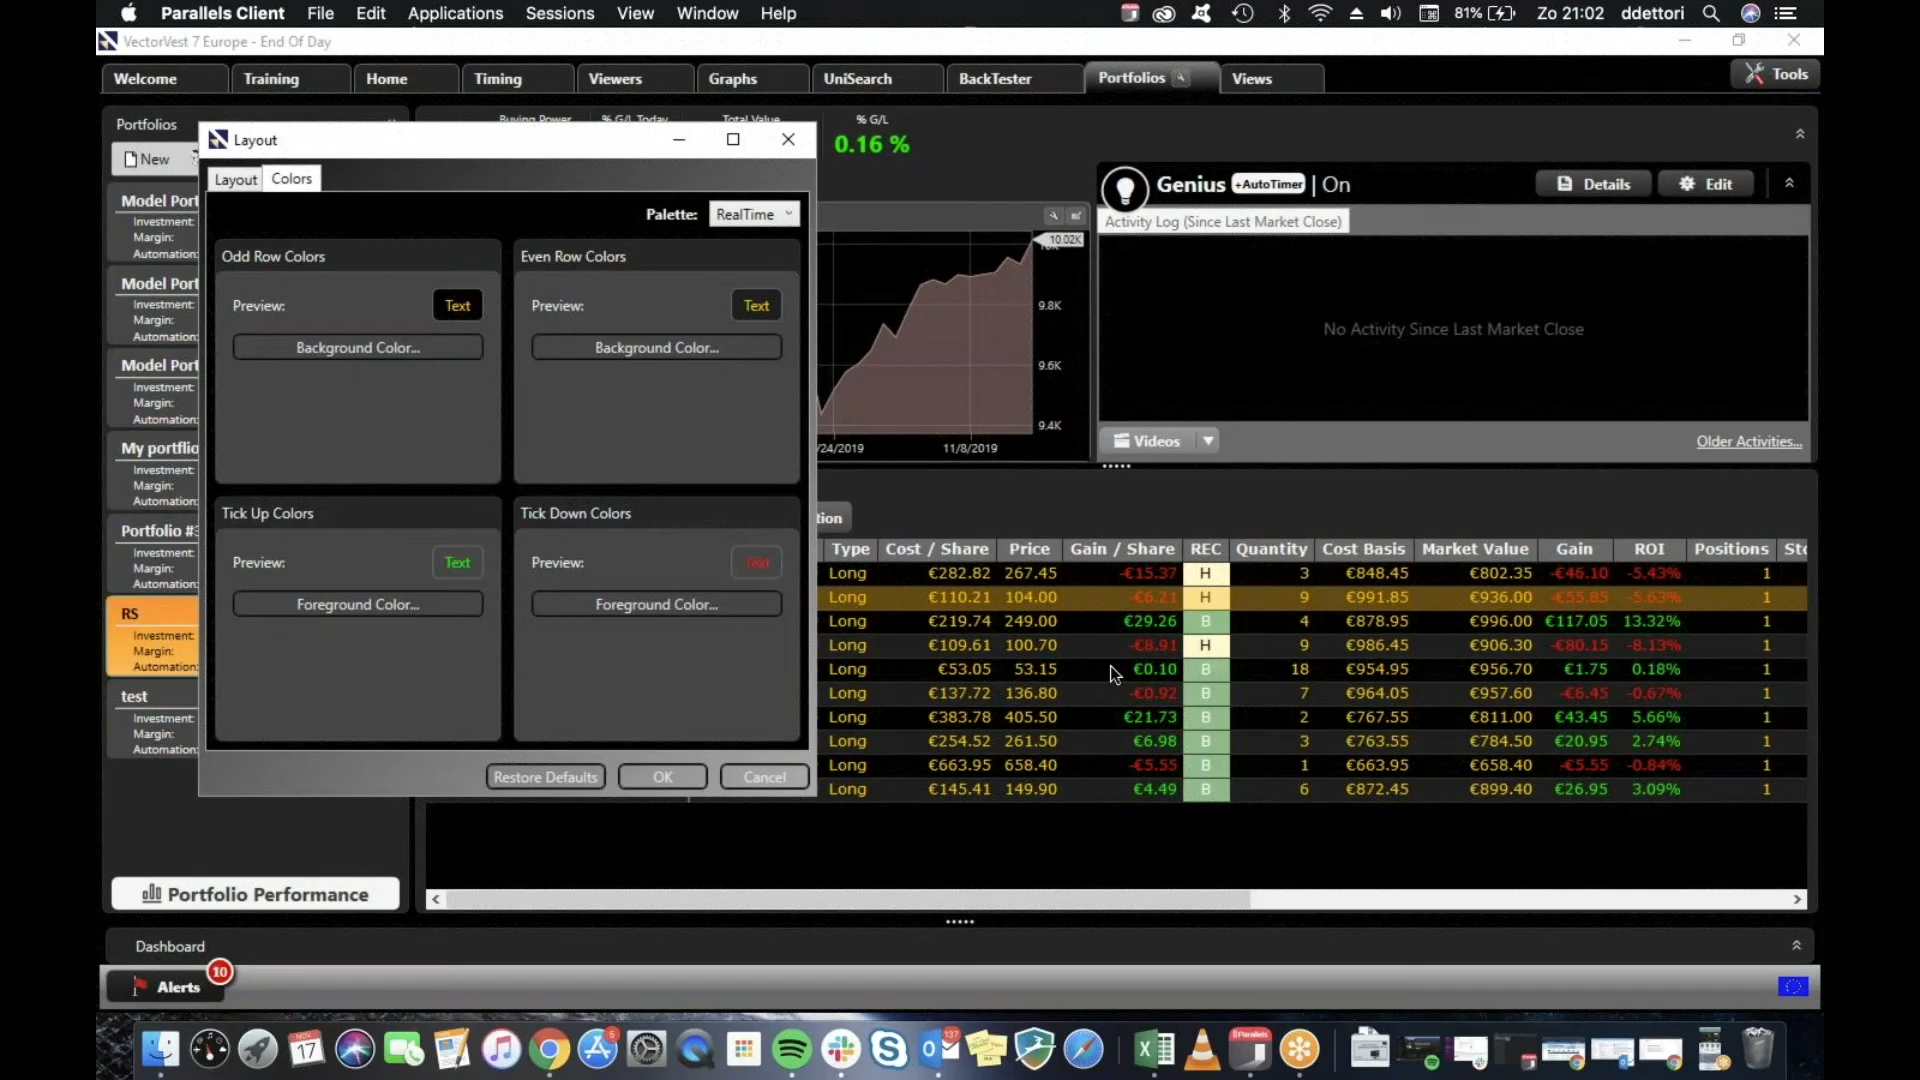 Parallels Client File Edit Applications Sessions View Window Help 81% Zo 21:02 ddettori
VectorVest 7 Europe - End Of Day
Welcome Training Home Timing Viewers Graphs UniSearch BackTester Portfolios Views Tools
Portfolios
New
Model Port
Investment:
Margin:
Automation:
Model Port
Investment:
Margin:
Automation:
Model Port
Investment:
Margin:
Automation:
My portflio
Investment:
Margin:
Automation:
Portfolio #3
Investment:
Margin:
Automation:
RS
Investment:
Margin:
Automation:
test
Investment:
Margin:
Automation:
Portfolio Performance
Layout
Layout Colors
Palette: RealTime
Odd Row Colors
Preview: Text
Background Color...
Even Row Colors
Preview: Text
Background Color...
Tick Up Colors
Preview: Text
Foreground Color...
Tick Down Colors
Preview: Text
Foreground Color...
Restore Defaults OK Cancel
Buying Power % G/L Today Total Value % G/L
0.16 %
10.02K
9.8K
9.6K
9.4K
/24/2019 11/8/2019
Genius +AutoTimer | On Details Edit
Activity Log (Since Last Market Close)
No Activity Since Last Market Close
Videos Older Activities...
tion
Type Cost / Share Price Gain / Share REC Quantity Cost Basis Market Value Gain ROI Positions Sto
Long €282.82 267.45 -€15.37 H 3 €848.45 €802.35 -€46.10 -5.43% 1
Long €110.21 104.00 -€6.21 H 9 €991.85 €936.00 -€55.85 -5.63% 1
Long €219.74 249.00 €29.26 B 4 €878.95 €996.00 €117.05 13.32% 1
Long €109.61 100.70 -€8.91 H 9 €986.45 €906.30 -€80.15 -8.13% 1
Long €53.05 53.15 €0.10 B 18 €954.95 €956.70 €1.75 0.18% 1
Long €137.72 136.80 -€0.92 B 7 €964.05 €957.60 -€6.45 -0.67% 1
Long €383.78 405.50 €21.73 B 2 €767.55 €811.00 €43.45 5.66% 1
Long €254.52 261.50 €6.98 B 3 €763.55 €784.50 €20.95 2.74% 1
Long €663.95 658.40 -€5.55 B 1 €663.95 €658.40 -€5.55 -0.84% 1
Long €145.41 149.90 €4.49 B 6 €872.45 €899.40 €26.95 3.09% 1
Dashboard
Alerts 10
NOV
17
6
137
Parallels